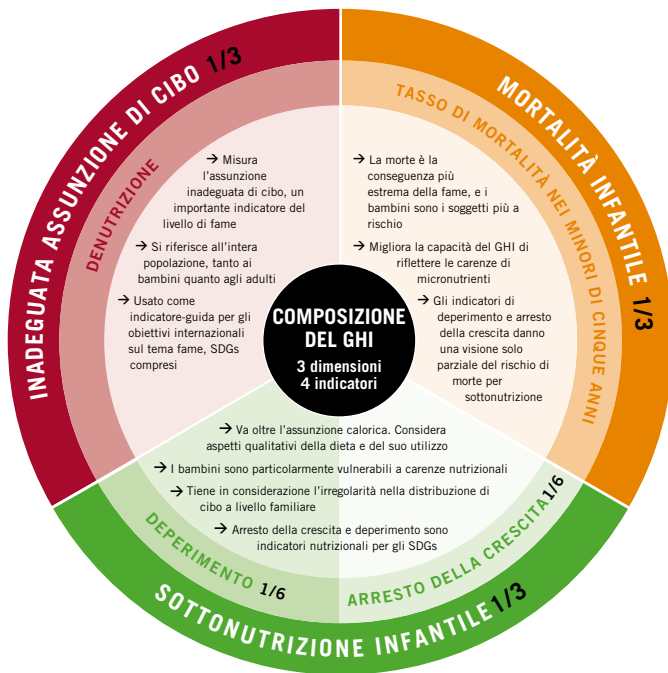 INADEGUATA ASSUNZIONE DI CIBO 1/3
DENUTRIZIONE
→ Misura
l'assunzione
inadeguata di cibo, un
importante indicatore del
livello di fame
→ Si riferisce all'intera
popolazione, tanto ai
bambini quanto agli adulti
→ Usato come
indicatore-guida per gli
obiettivi internazionali
sul tema fame, SDGs
compresi
MORTALITÀ INFANTILE 1/3
TASSO DI MORTALITÀ NEI MINORI DI CINQUE ANNI
→ La morte è la
conseguenza più
estrema della fame, e i
bambini sono i soggetti più a
rischio
→ Migliora la capacità del GHI di
riflettere le carenze di
micronutrienti
→ Gli indicatori di
deperimento e arresto
della crescita danno
una visione solo
parziale del rischio di
morte per
sottonutrizione
COMPOSIZIONE
DEL GHI
3 dimensioni
4 indicatori
→ Va oltre l'assunzione calorica. Considera
aspetti qualitativi della dieta e del suo utilizzo
→ I bambini sono particolarmente vulnerabili a carenze nutrizionali
→ Tiene in considerazione l'irregolarità nella distribuzione di
cibo a livello familiare
→ Arresto della crescita e deperimento sono
indicatori nutrizionali per gli SDGs
DEPERIMENTO 1/6
ARRESTO DELLA CRESCITA 1/6
SOTTONUTRIZIONE INFANTILE 1/3